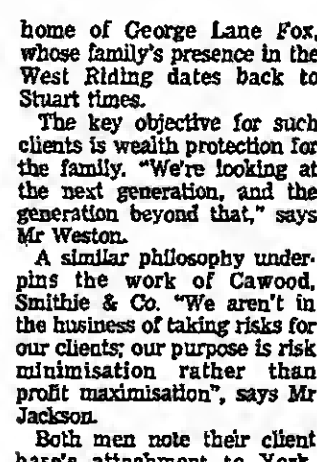 home of George Lane Fox,
whose family's presence in the
West Riding dates back to
Stuart times.
The key objective for such
clients is wealth protection for
the family. "We're looking at
the next generation, and the
generation beyond that," says
Mr Weston.
A similar philosophy under-
pins the work of Cawood,
Smithie & Co. "We aren't in
the business of taking risks for
our clients; our purpose is risk
minimisation rather than
profit maximisation", says Mr
Jackson.
Both men note their client
base's attachment to York-